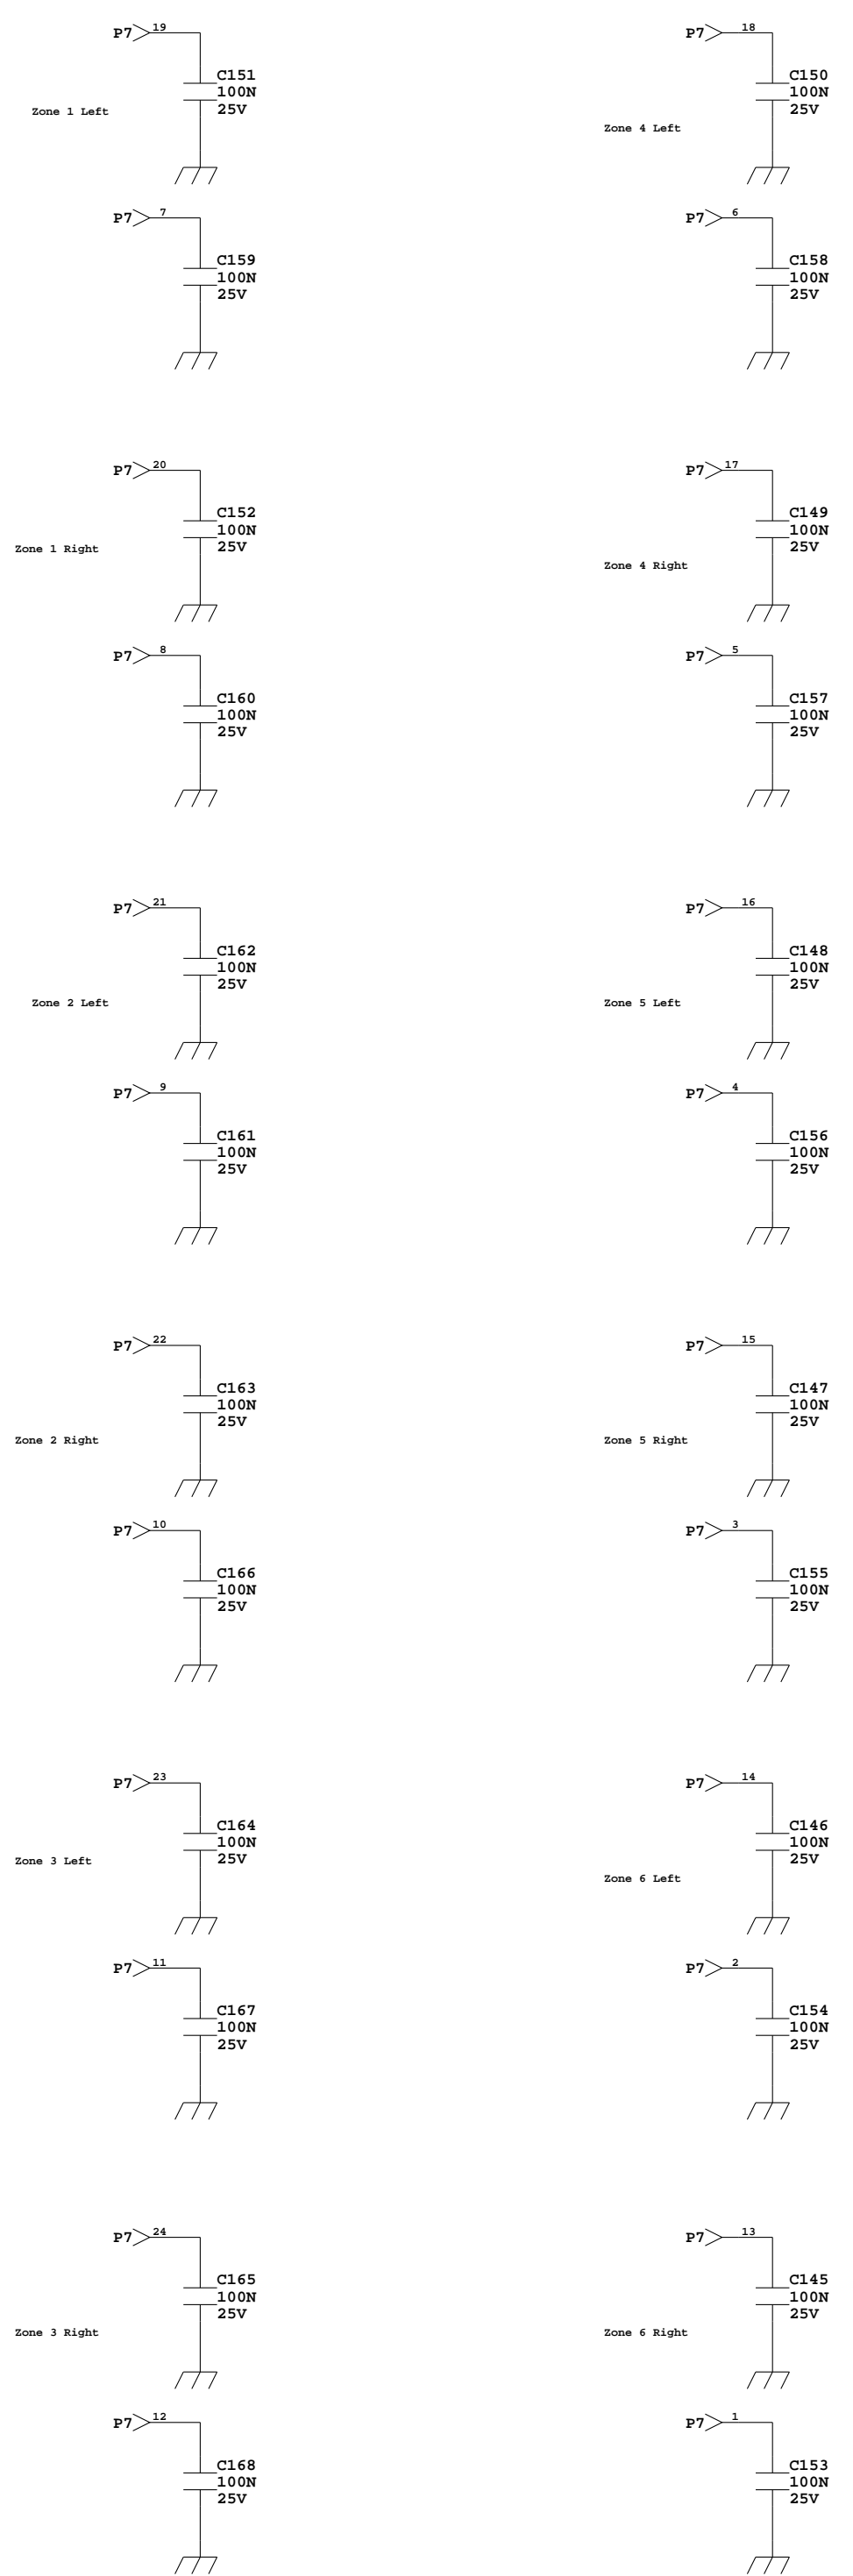 P7 19
C151
100N
25V
Zone 1 Left
P7 7
C159
100N
25V
P7 20
C152
100N
25V
Zone 1 Right
P7 8
C160
100N
25V
P7 21
C162
100N
25V
Zone 2 Left
P7 9
C161
100N
25V
P7 22
C163
100N
25V
Zone 2 Right
P7 10
C166
100N
25V
P7 23
C164
100N
25V
Zone 3 Left
P7 11
C167
100N
25V
P7 24
C165
100N
25V
Zone 3 Right
P7 12
C168
100N
25V
P7 18
C150
100N
25V
Zone 4 Left
P7 6
C158
100N
25V
P7 17
C149
100N
25V
Zone 4 Right
P7 5
C157
100N
25V
P7 16
C148
100N
25V
Zone 5 Left
P7 4
C156
100N
25V
P7 15
C147
100N
25V
Zone 5 Right
P7 3
C155
100N
25V
P7 14
C146
100N
25V
Zone 6 Left
P7 2
C154
100N
25V
P7 13
C145
100N
25V
Zone 6 Right
P7 1
C153
100N
25V